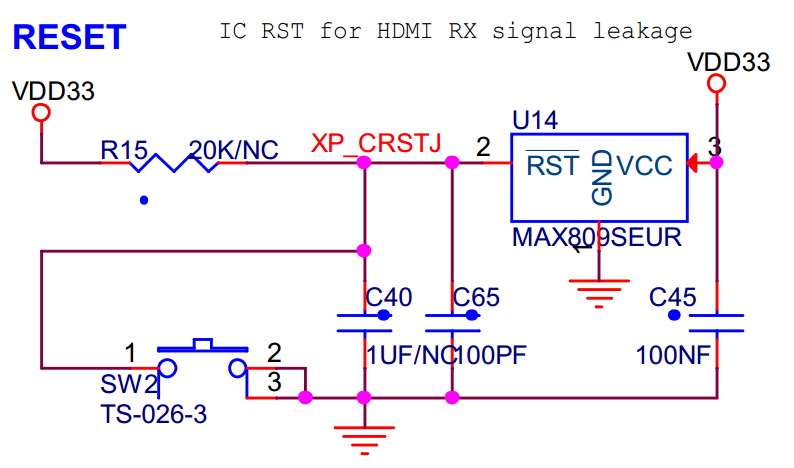 RESET
IC RST for HDMI RX signal leakage
VDD33
VDD33
R15
20K/NC
XP_CRSTJ
2
U14
3
RST
GND
VCC
MAX809SEUR
1
C40
C65
C45
1UF/NC
100PF
100NF
1
2
3
SW2
TS-026-3